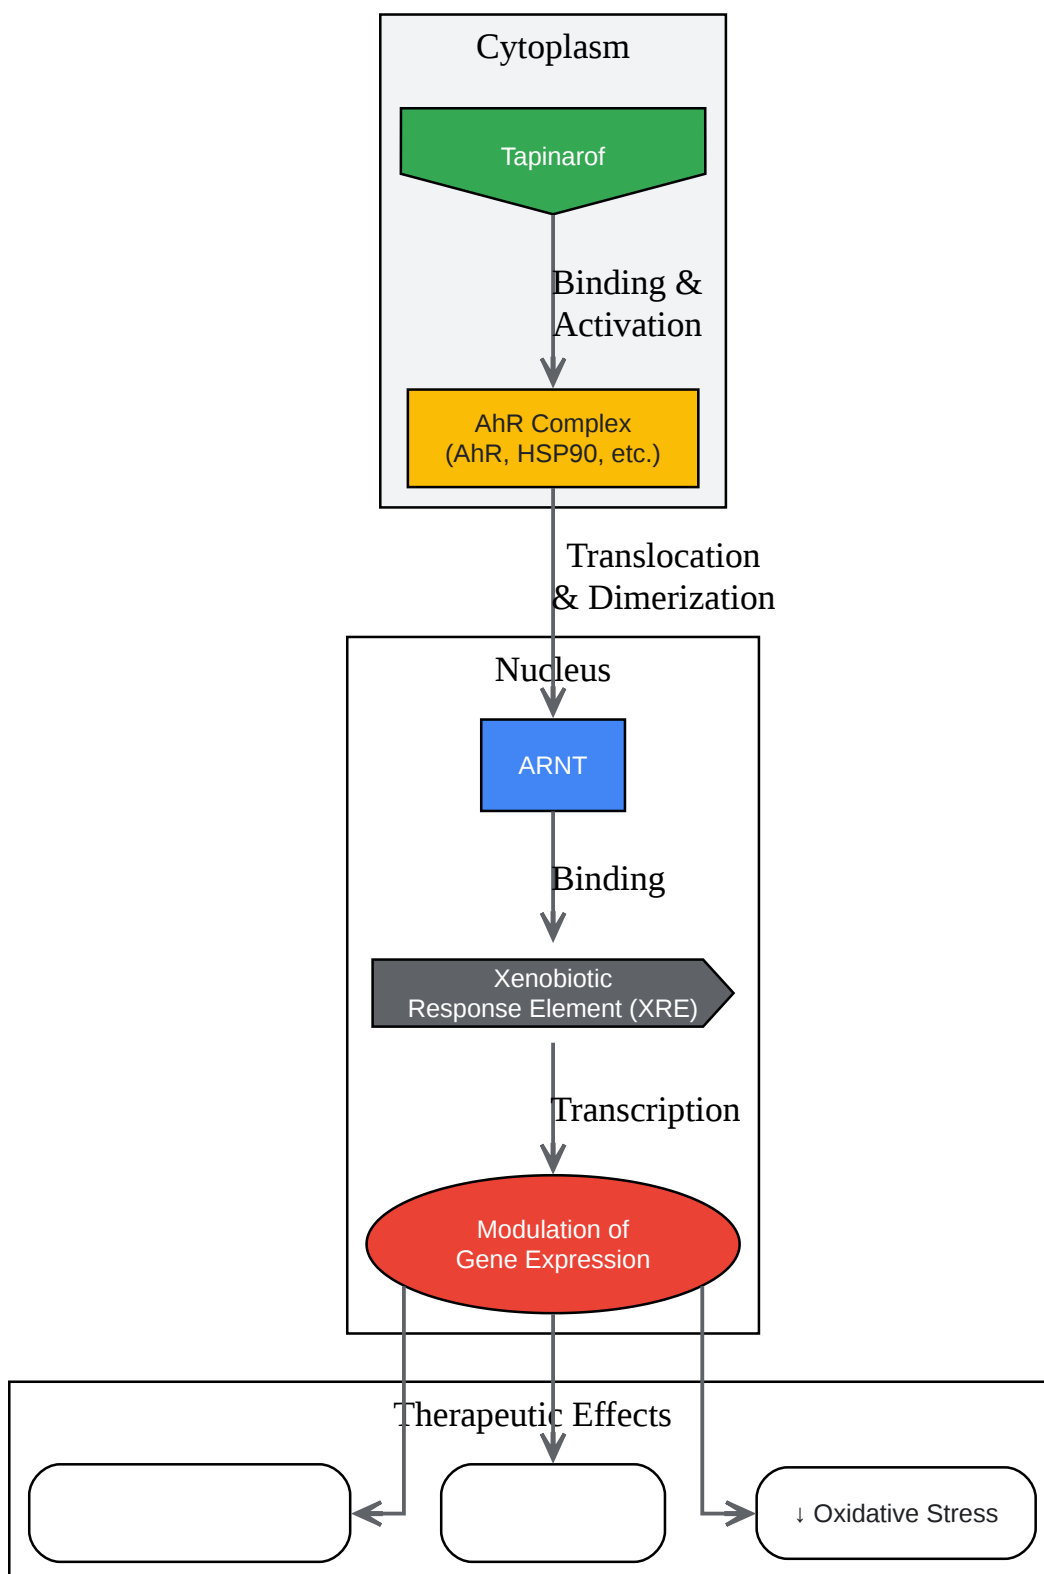 Cytoplasm
Tapinarof
Binding &
Activation
AhR Complex
(AhR, HSP90, etc.)
Translocation
& Dimerization
Nucleus
ARNT
Binding
Xenobiotic
Response Element (XRE)
Transcription
Modulation of
Gene Expression
Therapeutic Effects
↓ Oxidative Stress